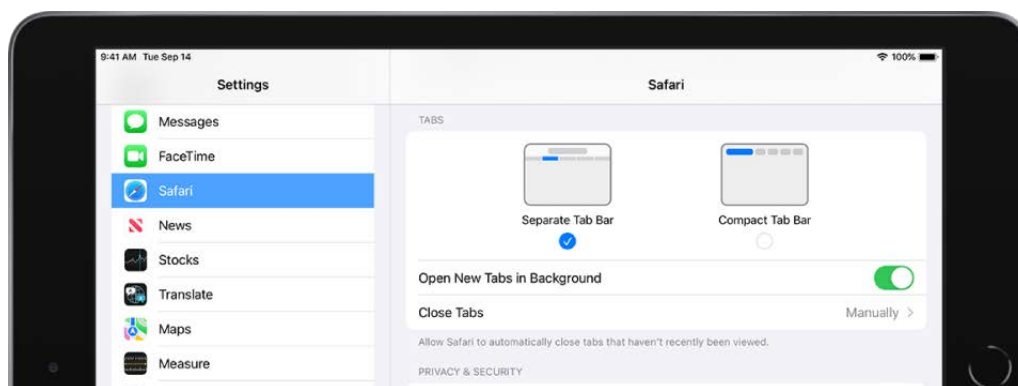 9:41 AM Tue Sep 14
100%
Settings
Safari
Messages
FaceTime
Safari
News
Stocks
Translate
Maps
Measure
TABS
Separate Tab Bar
Compact Tab Bar
Open New Tabs in Background
Close Tabs
Manually
Allow Safari to automatically close tabs that haven't recently been viewed.
PRIVACY & SECURITY